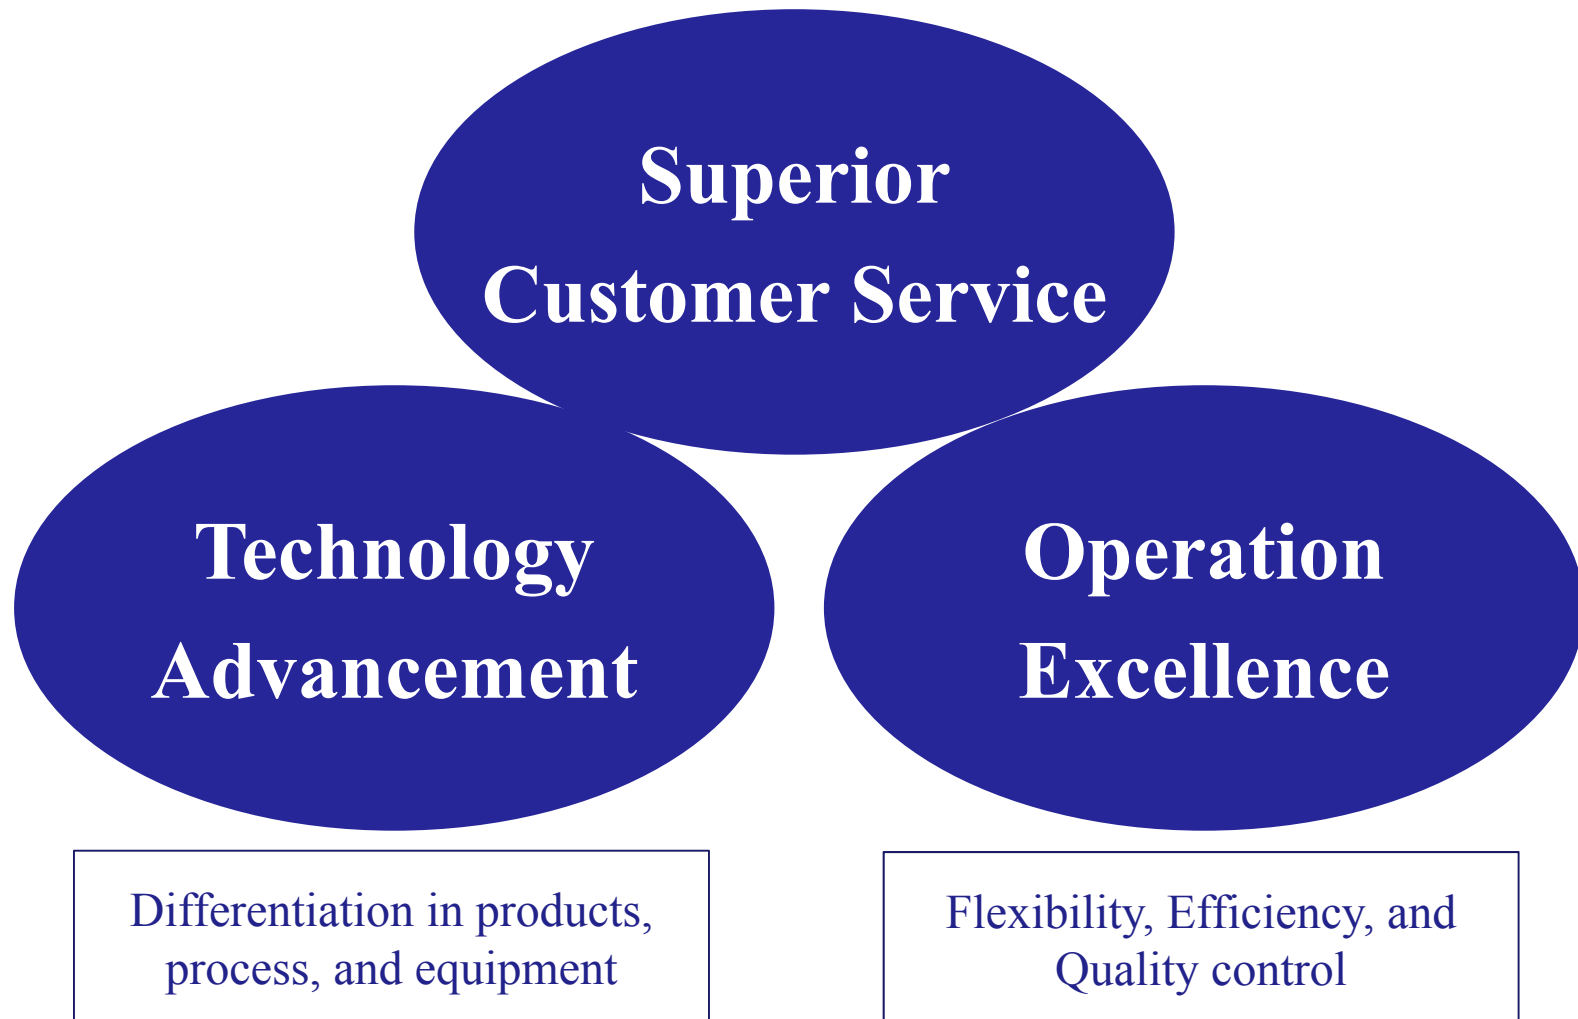 Superior
Customer Service
Technology
Advancement
Operation
Excellence
Differentiation in products,
process, and equipment
Flexibility, Efficiency, and
Quality control